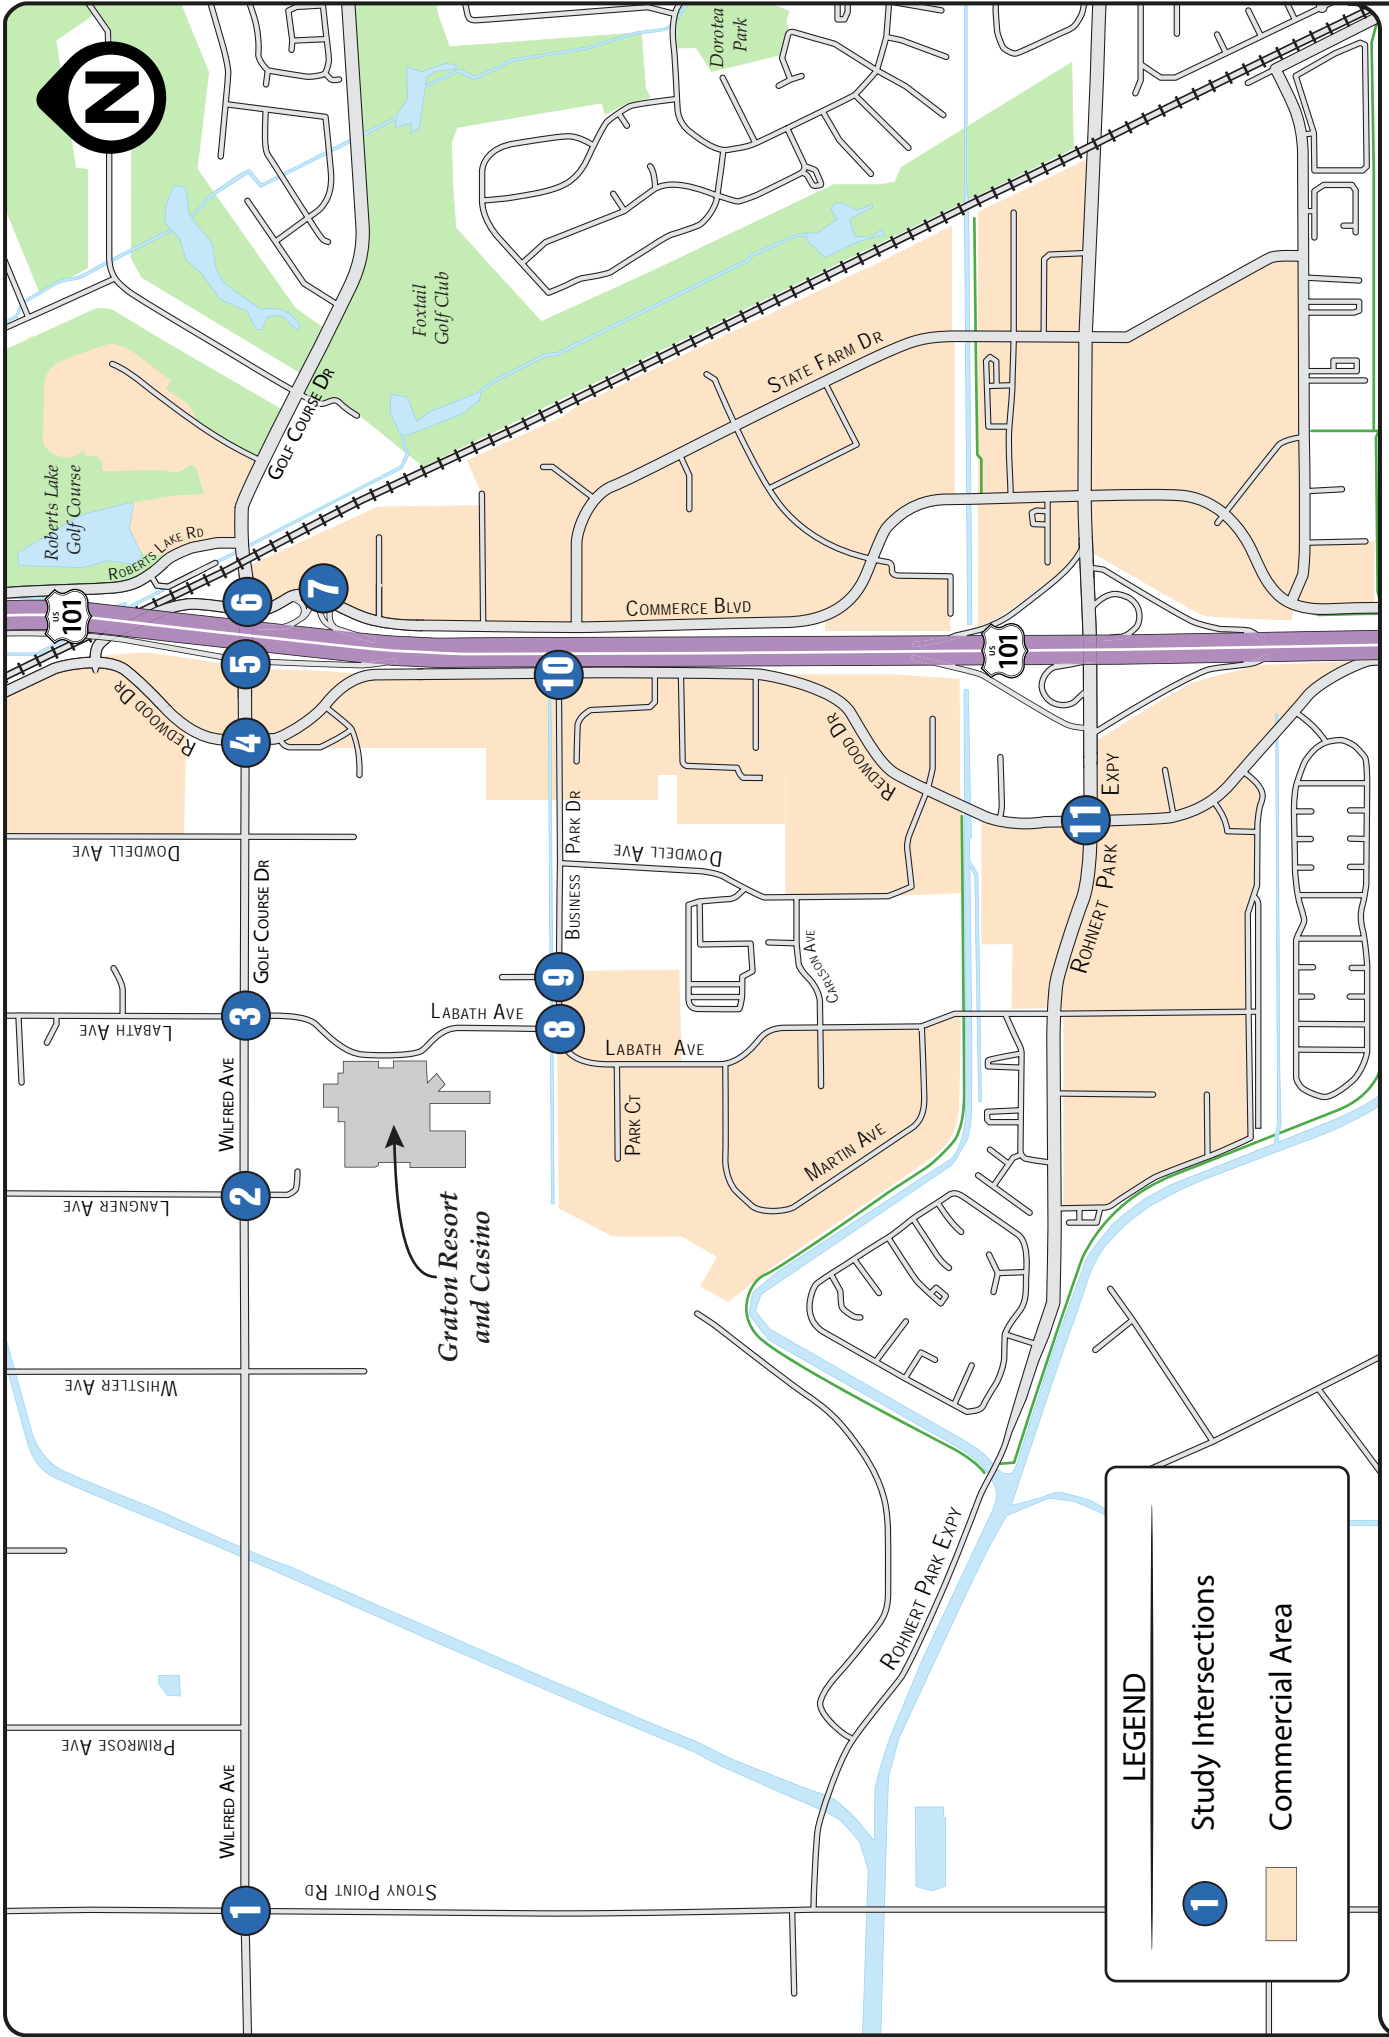 N
Dorotea
Park
Foxtail
Golf Club
Roberts Lake
Golf Course
GOLF COURSE DR
ROBERTS LAKE RD
STATE FARM DR
US
101
6
7
COMMERCE BLVD
5
10
US
101
4
REDWOOD DR
REDWOOD DR
11
ROHNERT PARK EXPY
DOWDELL AVE
DOWDELL AVE
BUSINESS PARK DR
GOLF COURSE DR
CARLSON AVE
9
3
8
LABATH AVE
LABATH AVE
LABATH AVE
WILFRED AVE
PARK CT
MARTIN AVE
2
LANGNER AVE
Graton Resort
and Casino
WHISTLER AVE
ROHNERT PARK EXPY
PRIMROSE AVE
WILFRED AVE
1
STONY POINT RD
LEGEND
1
Study Intersections
Commercial Area